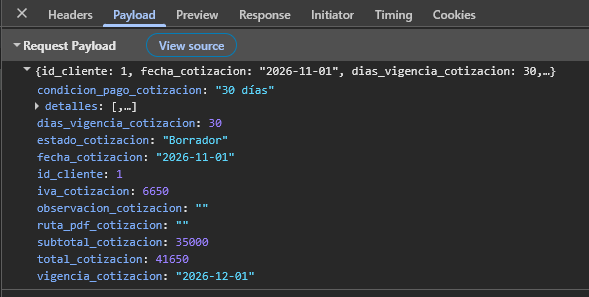 Headers Payload Preview Response Initiator Timing Cookies
Request Payload View source
{id_cliente: 1, fecha_cotizacion: "2026-11-01", dias_vigencia_cotizacion: 30,…}
condicion_pago_cotizacion: "30 días"
detalles: [,…]
dias_vigencia_cotizacion: 30
estado_cotizacion: "Borrador"
fecha_cotizacion: "2026-11-01"
id_cliente: 1
iva_cotizacion: 6650
observacion_cotizacion: ""
ruta_pdf_cotizacion: ""
subtotal_cotizacion: 35000
total_cotizacion: 41650
vigencia_cotizacion: "2026-12-01"